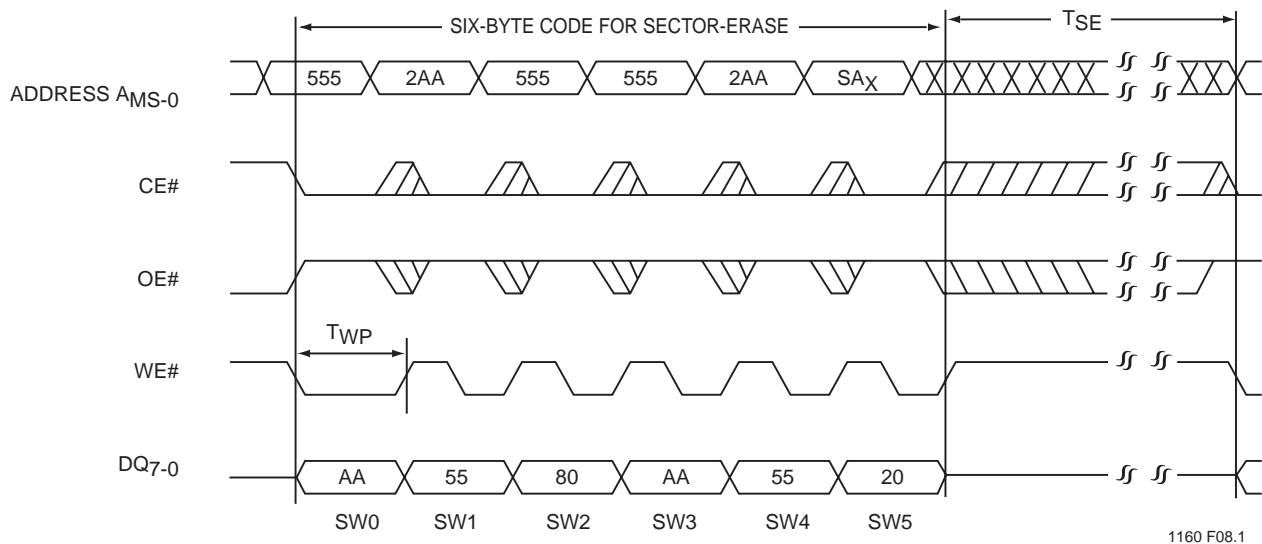 SIX-BYTE CODE FOR SECTOR-ERASE TSE
ADDRESS AMS-0 555 2AA 555 555 2AA SAX
CE#
OE#
TWP
WE#
DQ7-0 AA 55 80 AA 55 20
SW0 SW1 SW2 SW3 SW4 SW5
1160 F08.1